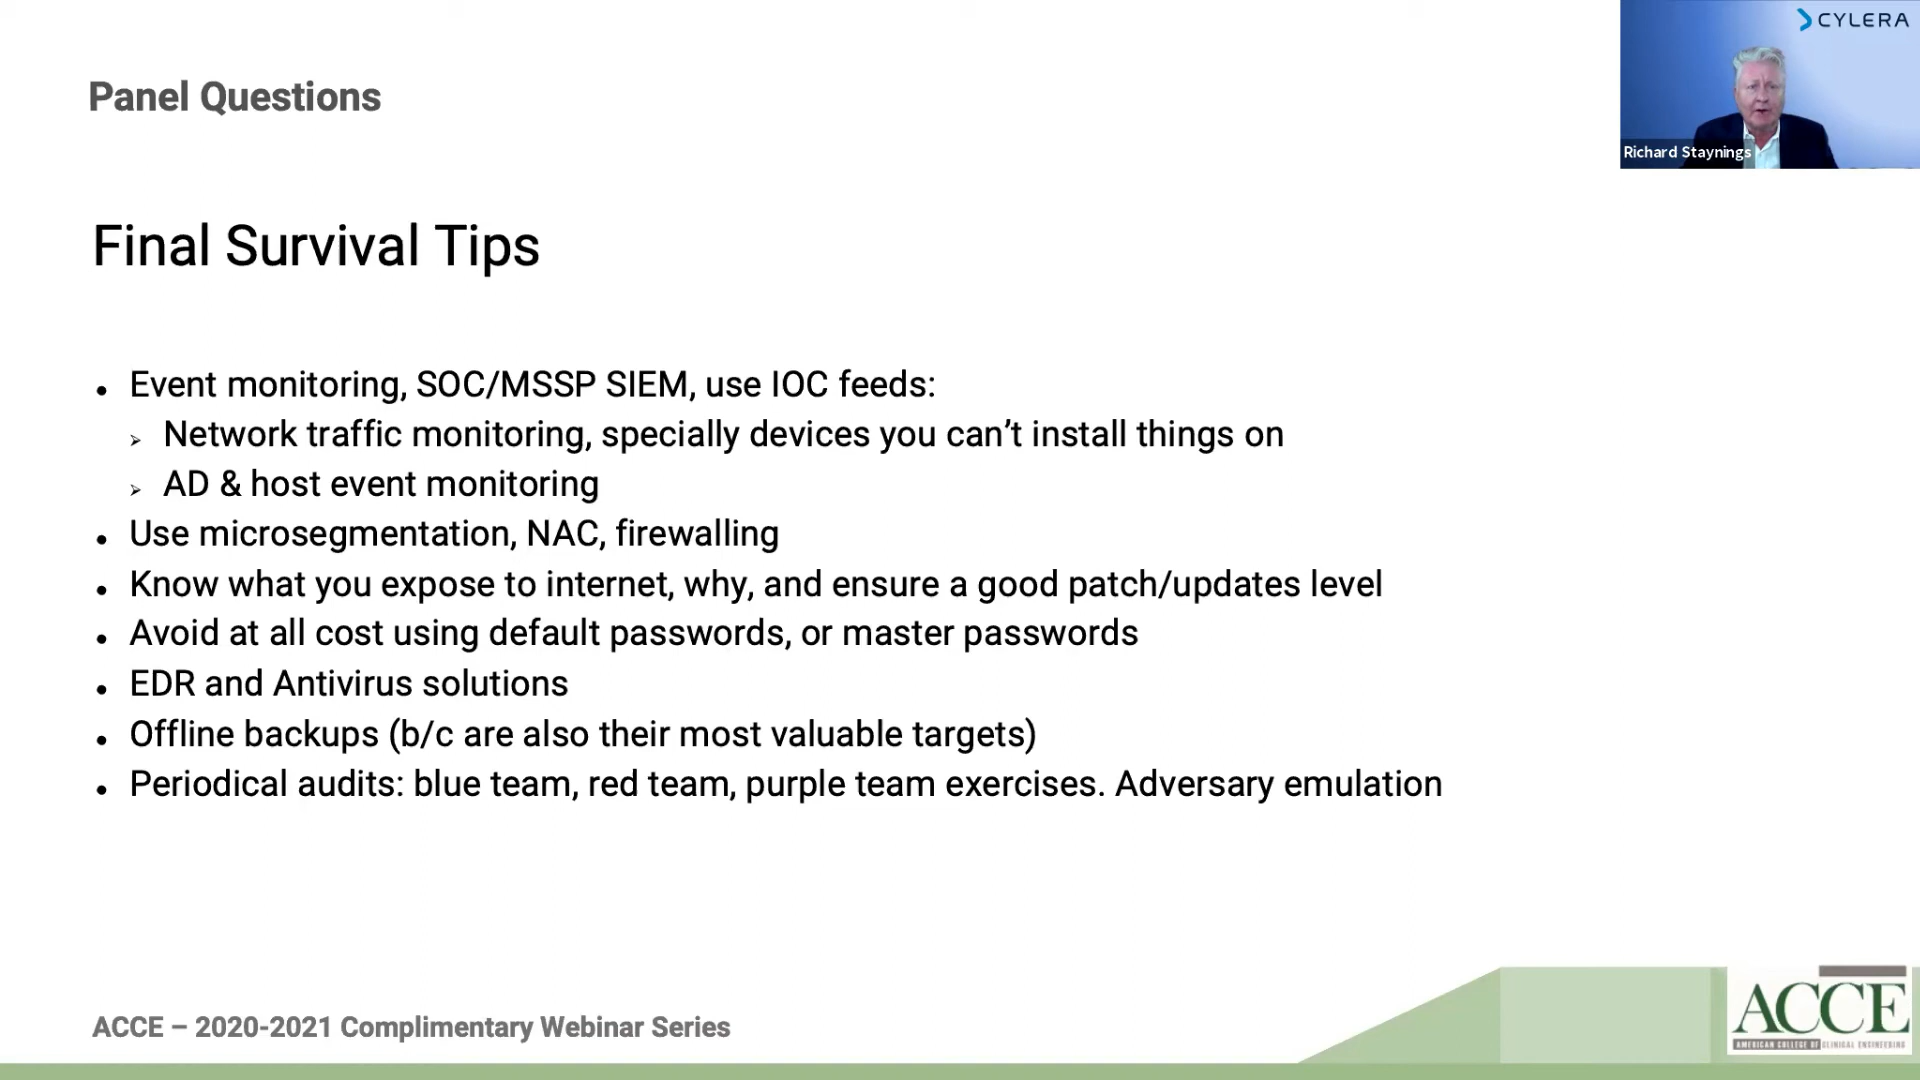 CYLERA
Panel Questions
Richard Staynings
Final Survival Tips
Event monitoring, SOC/MSSP SIEM, use IOC feeds:
Network traffic monitoring, specially devices you can’t install things on
AD & host event monitoring
Use microsegmentation, NAC, firewalling
Know what you expose to internet, why, and ensure a good patch/updates level
Avoid at all cost using default passwords, or master passwords
EDR and Antivirus solutions
Offline backups (b/c are also their most valuable targets)
Periodical audits: blue team, red team, purple team exercises. Adversary emulation
ACCE – 2020-2021 Complimentary Webinar Series
ACCE
AMERICAN COLLEGE OF CLINICAL ENGINEERING